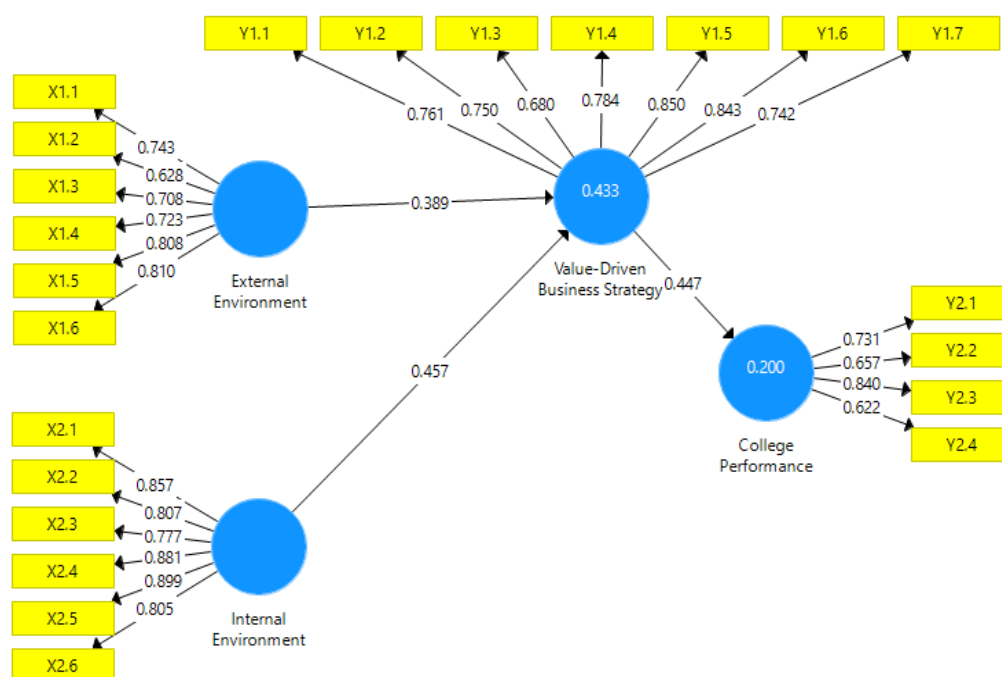 Y1.1
Y1.2
Y1.3
Y1.4
Y1.5
Y1.6
Y1.7
0.761
0.750
0.680
0.784
0.850
0.843
0.742
X1.1
X1.2
X1.3
X1.4
X1.5
X1.6
0.743
0.628
0.708
0.723
0.808
0.810
External
Environment
0.389
0.433
Value-Driven
Business Strategy
0.447
0.457
0.200
College
Performance
0.731
0.657
0.840
0.622
Y2.1
Y2.2
Y2.3
Y2.4
X2.1
X2.2
X2.3
X2.4
X2.5
X2.6
0.857
0.807
0.777
0.881
0.899
0.805
Internal
Environment